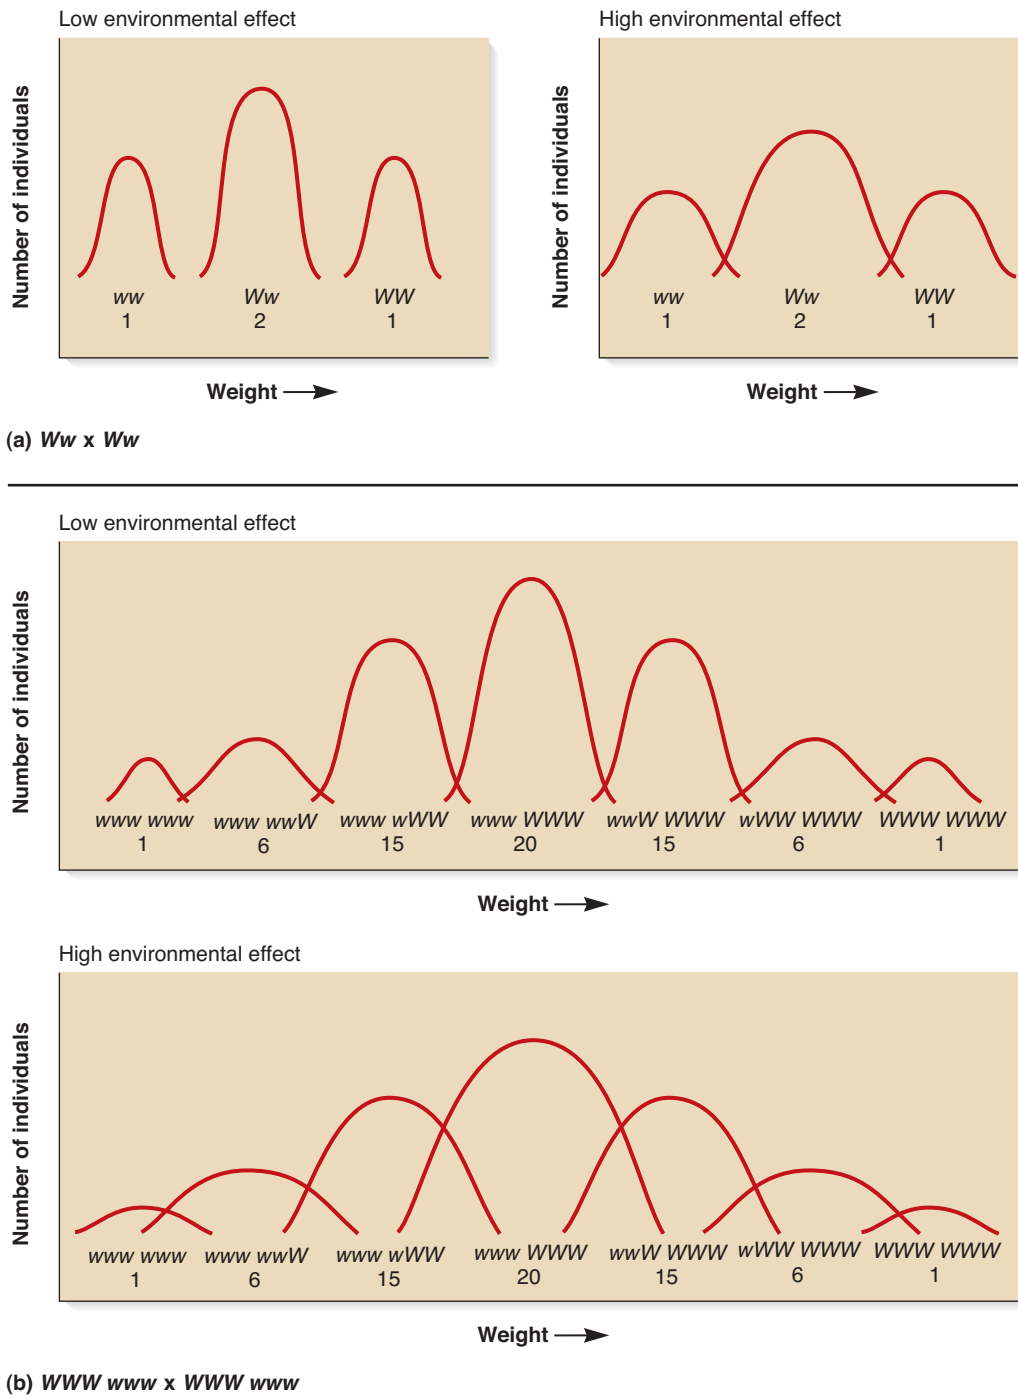 Low environmental effect
High environmental effect
Number of individuals
Number of individuals
ww Ww WW
1 2 1
ww Ww WW
1 2 1
Weight
Weight
(a) Ww x Ww
Low environmental effect
Number of individuals
www www www wwW www wWW www WWW wwW WWW wWW WWW WWW WWW
1 6 15 20 15 6 1
Weight
High environmental effect
Number of individuals
www www www wwW www wWW www WWW wwW WWW wWW WWW WWW WWW
1 6 15 20 15 6 1
Weight
(b) WWW www x WWW www